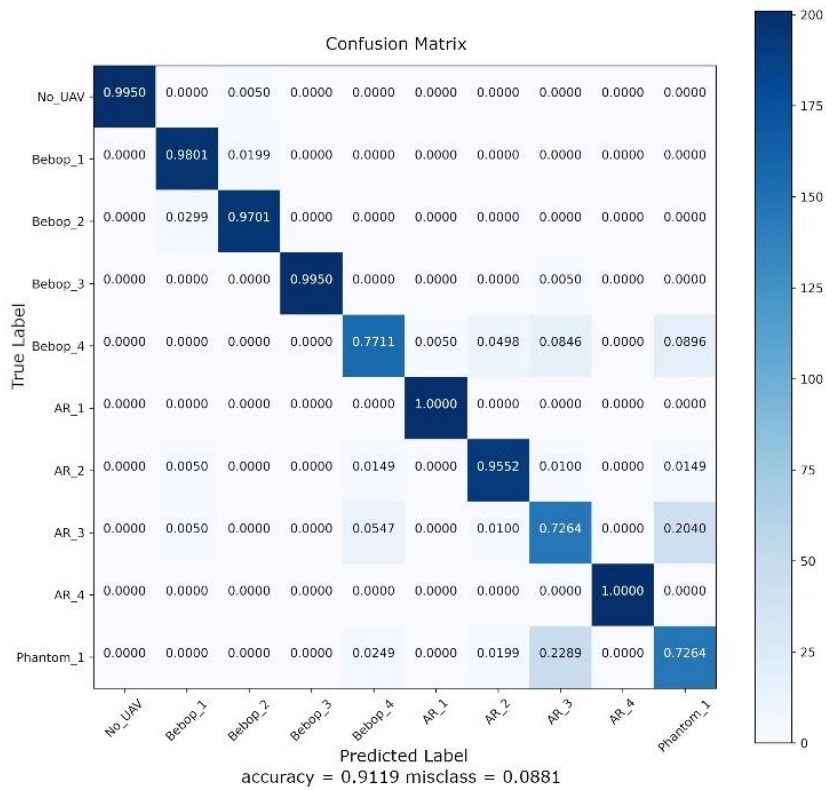 Confusion Matrix
No_UAV 0.9950 0.0000 0.0050 0.0000 0.0000 0.0000 0.0000 0.0000 0.0000 0.0000
Bebop_1 0.0000 0.9801 0.0199 0.0000 0.0000 0.0000 0.0000 0.0000 0.0000 0.0000
Bebop_2 0.0000 0.0299 0.9701 0.0000 0.0000 0.0000 0.0000 0.0000 0.0000 0.0000
Bebop_3 0.0000 0.0000 0.0000 0.9950 0.0000 0.0000 0.0000 0.0050 0.0000 0.0000
Bebop_4 0.0000 0.0000 0.0000 0.0000 0.7711 0.0050 0.0498 0.0846 0.0000 0.0896
AR_1 0.0000 0.0000 0.0000 0.0000 0.0000 1.0000 0.0000 0.0000 0.0000 0.0000
AR_2 0.0000 0.0050 0.0000 0.0000 0.0149 0.0000 0.9552 0.0100 0.0000 0.0149
AR_3 0.0000 0.0050 0.0000 0.0000 0.0547 0.0000 0.0100 0.7264 0.0000 0.2040
AR_4 0.0000 0.0000 0.0000 0.0000 0.0000 0.0000 0.0000 0.0000 1.0000 0.0000
Phantom_1 0.0000 0.0000 0.0000 0.0000 0.0249 0.0000 0.0199 0.2289 0.0000 0.7264
True Label
No_UAV Bebop_1 Bebop_2 Bebop_3 Bebop_4 AR_1 AR_2 AR_3 AR_4 Phantom_1
Predicted Label
accuracy = 0.9119 misclass = 0.0881
200
175
150
125
100
75
50
25
0